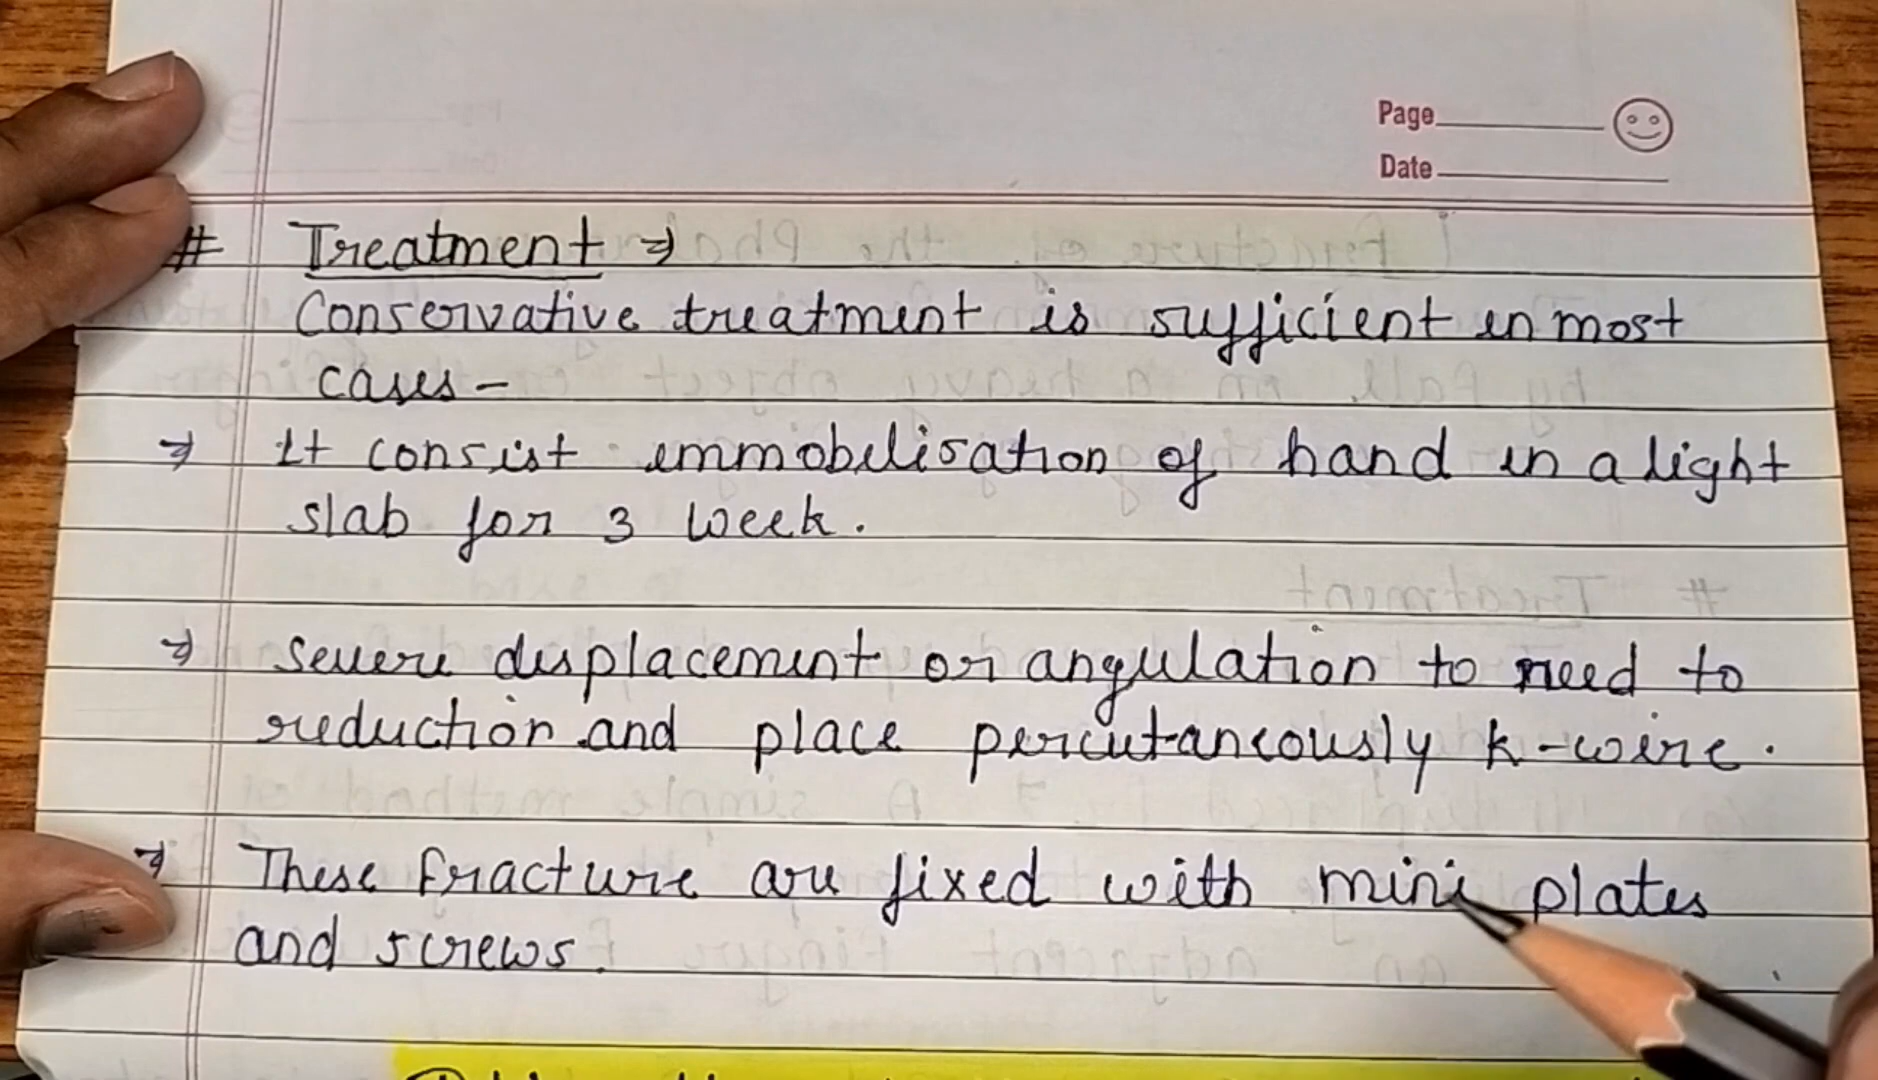 Page
Date
# Treatment ⇒
Conservative treatment is sufficient in most
cases -
⇒ It consist immobilisation of hand in a light
slab for 3 week.
⇒ Severe displacement or angulation to need to
reduction and place percutaneously k-wire.
⇒ These fracture are fixed with mini plates
and screws.